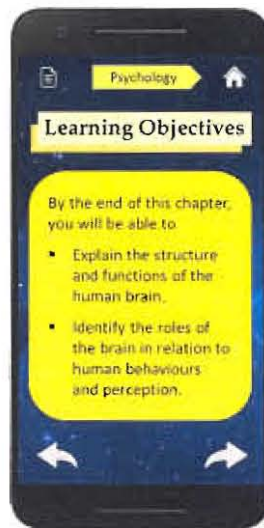 Psychology
Learning Objectives
By the end of this chapter,
you will be able to
▪ Explain the structure
and functions of the
human brain.
▪ Identify the roles of
the brain in relation to
human behaviours
and perception.